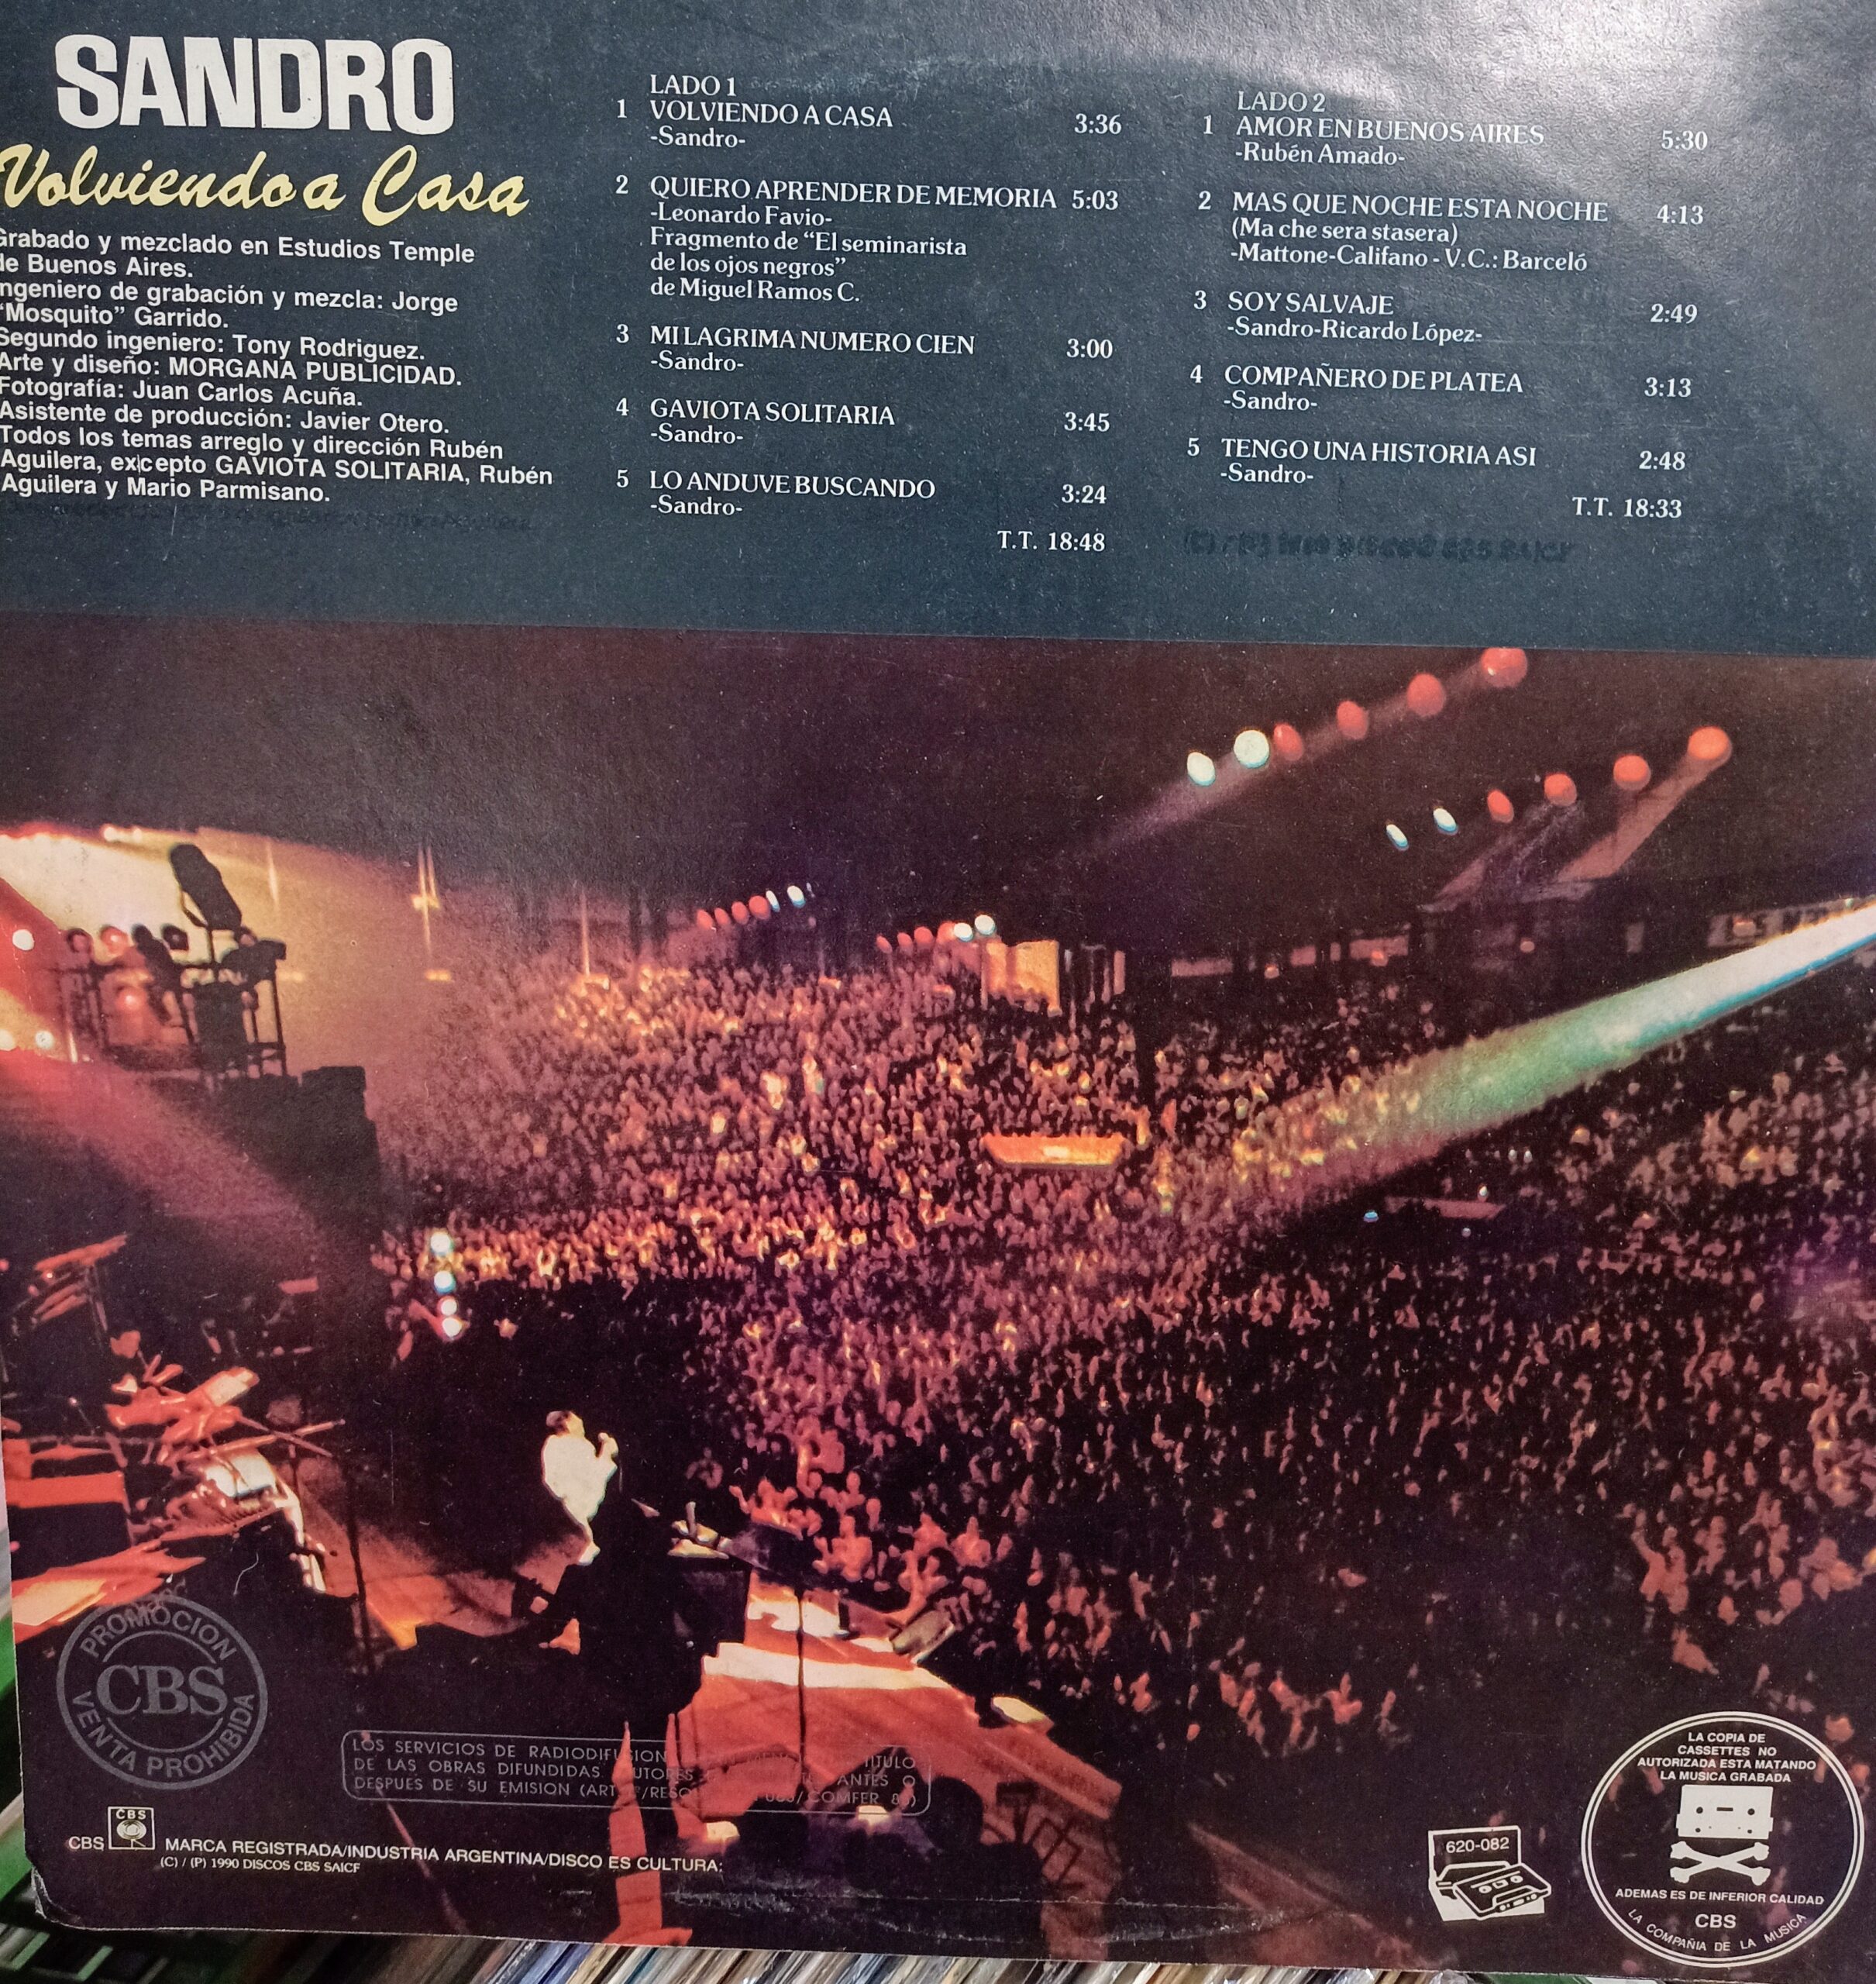 SANDRO
Volviendo a Casa
Grabado y mezclado en Estudios Temple
de Buenos Aires.
Ingeniero de grabación y mezcla: Jorge
"Mosquito" Garrido.
Segundo ingeniero: Tony Rodriguez.
Arte y diseño: MORGANA PUBLICIDAD.
Fotografía: Juan Carlos Acuña.
Asistente de producción: Javier Otero.
Todos los temas arreglo y dirección Rubén
Aguilera, excepto GAVIOTA SOLITARIA, Rubén
Aguilera y Mario Parmisano.
LADO 1
1 VOLVIENDO A CASA 3:36
-Sandro-
2 QUIERO APRENDER DE MEMORIA 5:03
-Leonardo Favio-
Fragmento de "El seminarista
de los ojos negros"
de Miguel Ramos C.
3 MI LAGRIMA NUMERO CIEN 3:00
-Sandro-
4 GAVIOTA SOLITARIA 3:45
-Sandro-
5 LO ANDUVE BUSCANDO 3:24
-Sandro-
T.T. 18:48
LADO 2
1 AMOR EN BUENOS AIRES 5:30
-Rubén Amado-
2 MAS QUE NOCHE ESTA NOCHE 4:13
(Ma che sera stasera)
-Mattone-Califano - V.C.: Barceló
3 SOY SALVAJE 2:49
-Sandro-Ricardo López-
4 COMPAÑERO DE PLATEA 3:13
-Sandro-
5 TENGO UNA HISTORIA ASI 2:48
-Sandro-
T.T. 18:33
PROMOCION
CBS
VENTA PROHIBIDA
LOS SERVICIOS DE RADIODIFUSION TITULO
DE LAS OBRAS DIFUNDIDAS AUTORES ANTES O
DESPUES DE SU EMISION (ART COMFER
CBS
CBS
MARCA REGISTRADA/INDUSTRIA ARGENTINA/DISCO ES CULTURA:
(C) / (P) 1990 DISCOS CBS SAICF
620-082
LA COPIA DE
CASSETTES NO
AUTORIZADA ESTA MATANDO
LA MUSICA GRABADA
ADEMAS ES DE INFERIOR CALIDAD
CBS
LA COMPAÑIA DE LA MUSICA